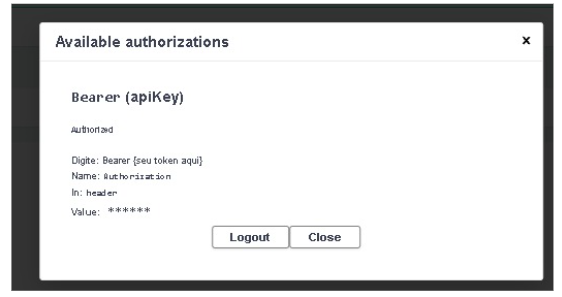 Available authorizations
×
Bearer (apiKey)
Authorized
Digite: Bearer {seu token aqui}
Name: Authorization
In: header
Value: ******
Logout
Close